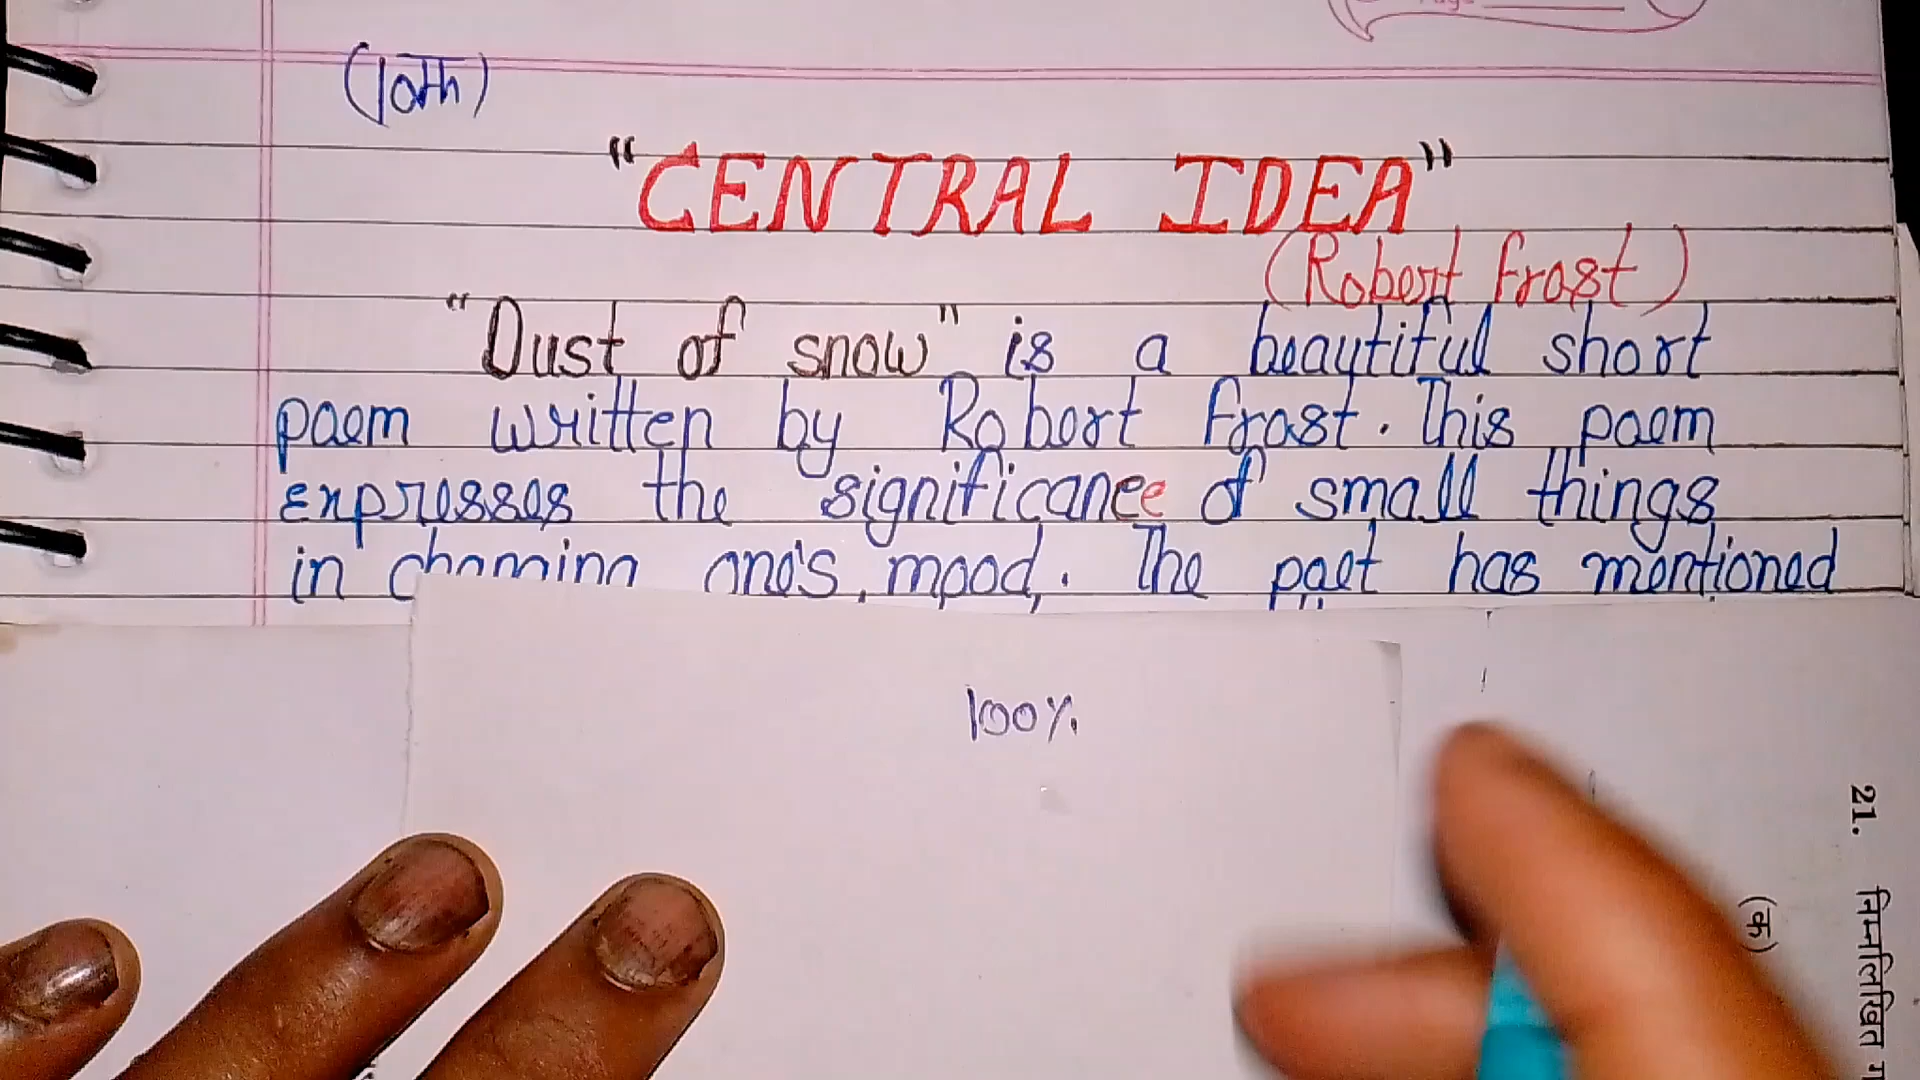 (10th)
"CENTRAL IDEA"
(Robert Frost)
"Dust of snow" is a beautiful short
poem written by Robert Frost. This poem
expresses the significance of small things
in one's mood. The poet has mentioned
100%
21. निम्नलिखित
(क)